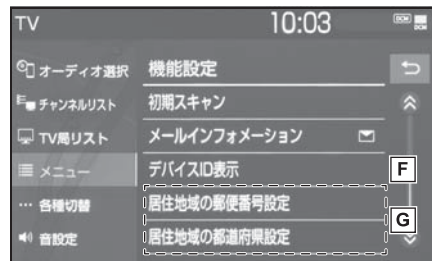 TV 10:03 DCM
オーディオ選択 機能設定
チャンネルリスト 初期スキャン
TV局リスト メールインフォメーション
メニュー デバイスID表示 F
各種切替 居住地域の郵便番号設定
G
音設定 居住地域の都道府県設定